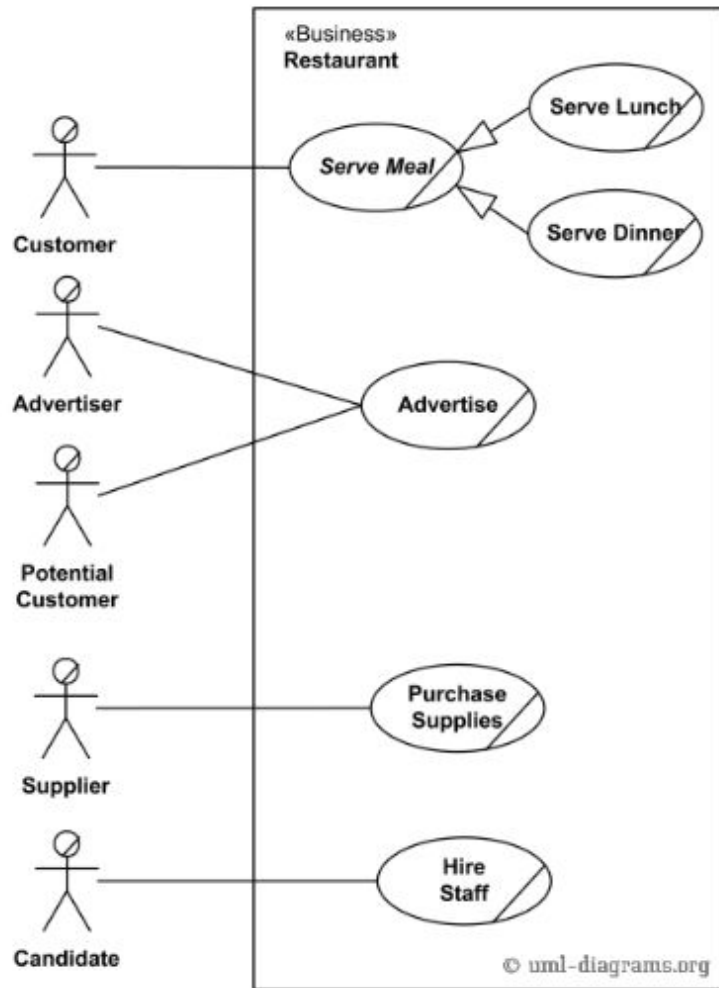 «Business»
Restaurant
Serve Lunch
Serve Meal
Serve Dinner
Customer
Advertiser
Advertise
Potential
Customer
Purchase
Supplies
Supplier
Hire
Staff
Candidate
© uml-diagrams.org